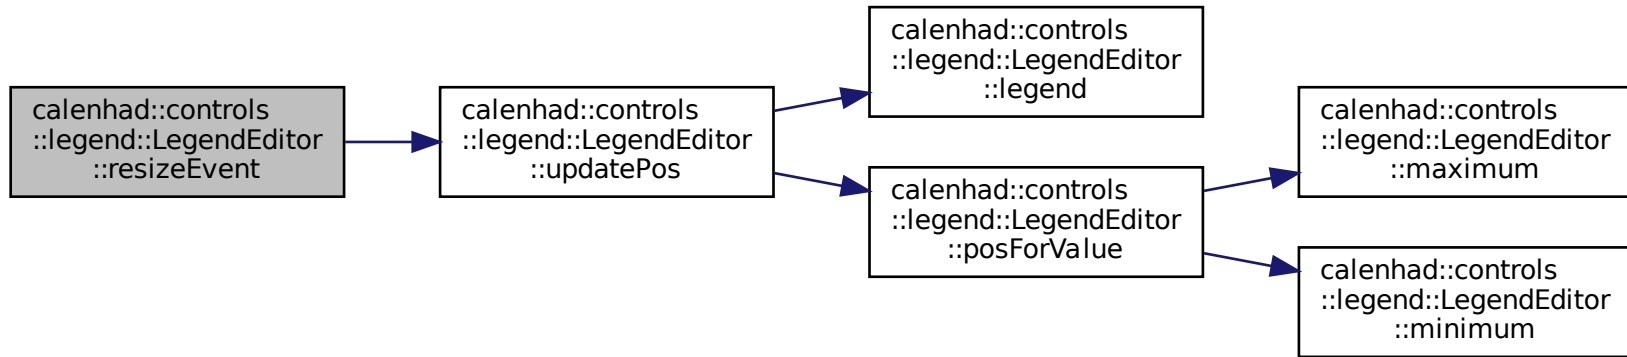 calenhad::controls
::legend::LegendEditor
::resizeEvent
calenhad::controls
::legend::LegendEditor
::updatePos
calenhad::controls
::legend::LegendEditor
::legend
calenhad::controls
::legend::LegendEditor
::posForValue
calenhad::controls
::legend::LegendEditor
::maximum
calenhad::controls
::legend::LegendEditor
::minimum